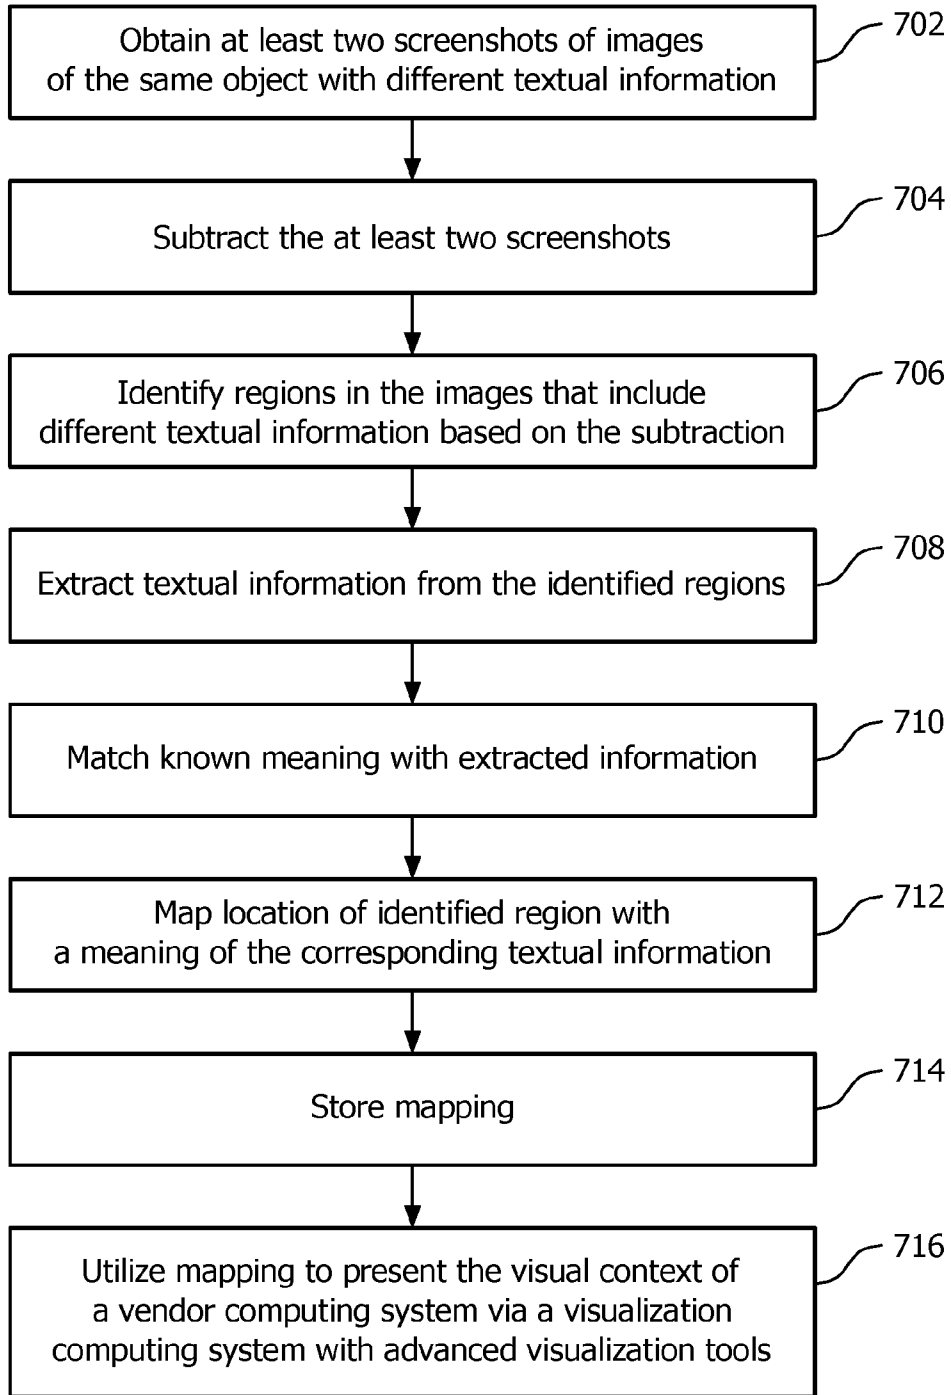 Obtain at least two screenshots of images
of the same object with different textual information
702
Subtract the at least two screenshots
704
Identify regions in the images that include
different textual information based on the subtraction
706
Extract textual information from the identified regions
708
Match known meaning with extracted information
710
Map location of identified region with
a meaning of the corresponding textual information
712
Store mapping
714
Utilize mapping to present the visual context of
a vendor computing system via a visualization
computing system with advanced visualization tools
716